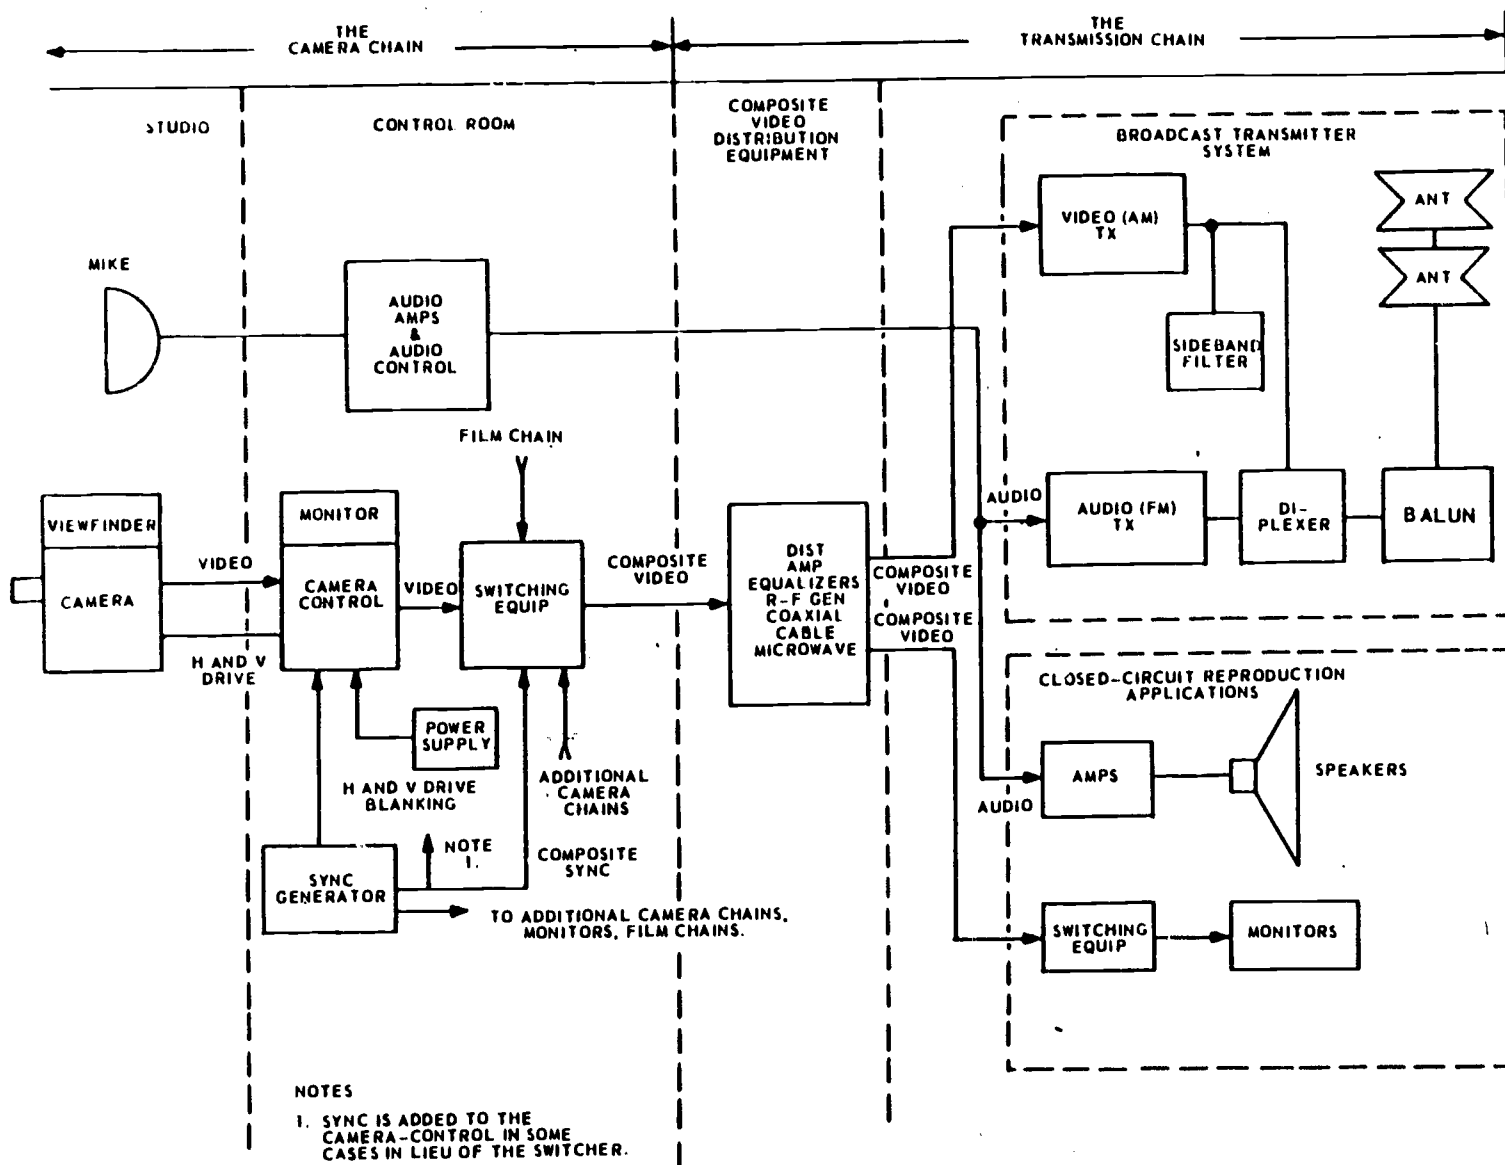 THE
CAMERA CHAIN
THE
TRANSMISSION CHAIN
STUDIO
CONTROL ROOM
COMPOSITE
VIDEO
DISTRIBUTION
EQUIPMENT
BROADCAST TRANSMITTER
SYSTEM
VIDEO (AM)
TX
ANT
ANT
MIKE
AUDIO
AMPS
&
AUDIO
CONTROL
SIDEBAND
FILTER
FILM CHAIN
VIEWFINDER
CAMERA
VIDEO
H AND V
DRIVE
MONITOR
CAMERA
CONTROL
VIDEO
SWITCHING
EQUIP
COMPOSITE
VIDEO
DIST
AMP
EQUALIZERS
R-F GEN
COAXIAL
CABLE
MICROWAVE
COMPOSITE
VIDEO
COMPOSITE
VIDEO
AUDIO
AUDIO (FM)
TX
DI-
PLEXER
BALUN
POWER
SUPPLY
H AND V DRIVE
BLANKING
ADDITIONAL
CAMERA
CHAINS
NOTE
1.
COMPOSITE
SYNC
SYNC
GENERATOR
TO ADDITIONAL CAMERA CHAINS,
MONITORS, FILM CHAINS.
CLOSED-CIRCUIT REPRODUCTION
APPLICATIONS
AUDIO
AMPS
SPEAKERS
SWITCHING
EQUIP
MONITORS
NOTES
1. SYNC IS ADDED TO THE
CAMERA-CONTROL IN SOME
CASES IN LIEU OF THE SWITCHER.